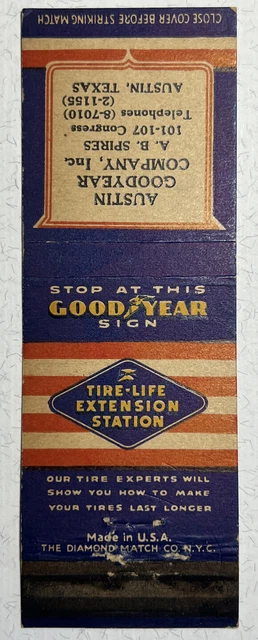 CLOSE COVER BEFORE STRIKING MATCH
AUSTIN
GOODYEAR
COMPANY, Inc.
A. B. SPIRES
101-107 Congress
Telephones (8-7010)
(2-1155)
AUSTIN, TEXAS
STOP AT THIS
GOOD YEAR
SIGN
TIRE-LIFE
EXTENSION
STATION
OUR TIRE EXPERTS WILL
SHOW YOU HOW TO MAKE
YOUR TIRES LAST LONGER
Made in U.S.A.
THE DIAMOND MATCH CO. N.Y.C.